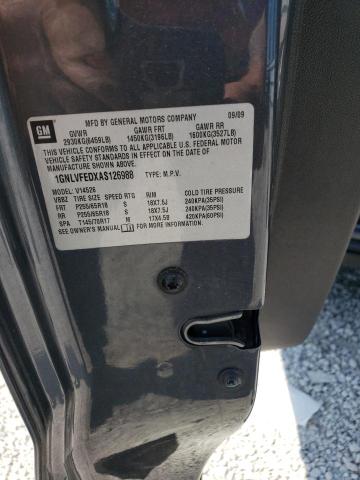 GM
MFD BY GENERAL MOTORS COMPANY 09/09
GVWR GAWR FRT GAWR RR
2930KG(6459LB) 1450KG(3196LB) 1600KG(3527LB)
THIS VEHICLE CONFORMS TO ALL APPLICABLE U.S. FEDERAL MOTOR
VEHICLE SAFETY STANDARDS IN EFFECT ON THE DATE OF
MANUFACTURE SHOWN ABOVE.
1GNLVFEDXAS126988 TYPE: M.P.V.
MODEL: V14526
VBBZ TIRE SIZE SPEED RTG RIM COLD TIRE PRESSURE
FRT P255/65R18 S 18X7.5J 240KPA(35PSI)
RR P255/65R18 S 18X7.5J 240KPA(35PSI)
SPA T145/70R17 M 17X4.5B 420KPA(60PSI)
SEE OWNER'S MANUAL FOR MORE INFORMATION.